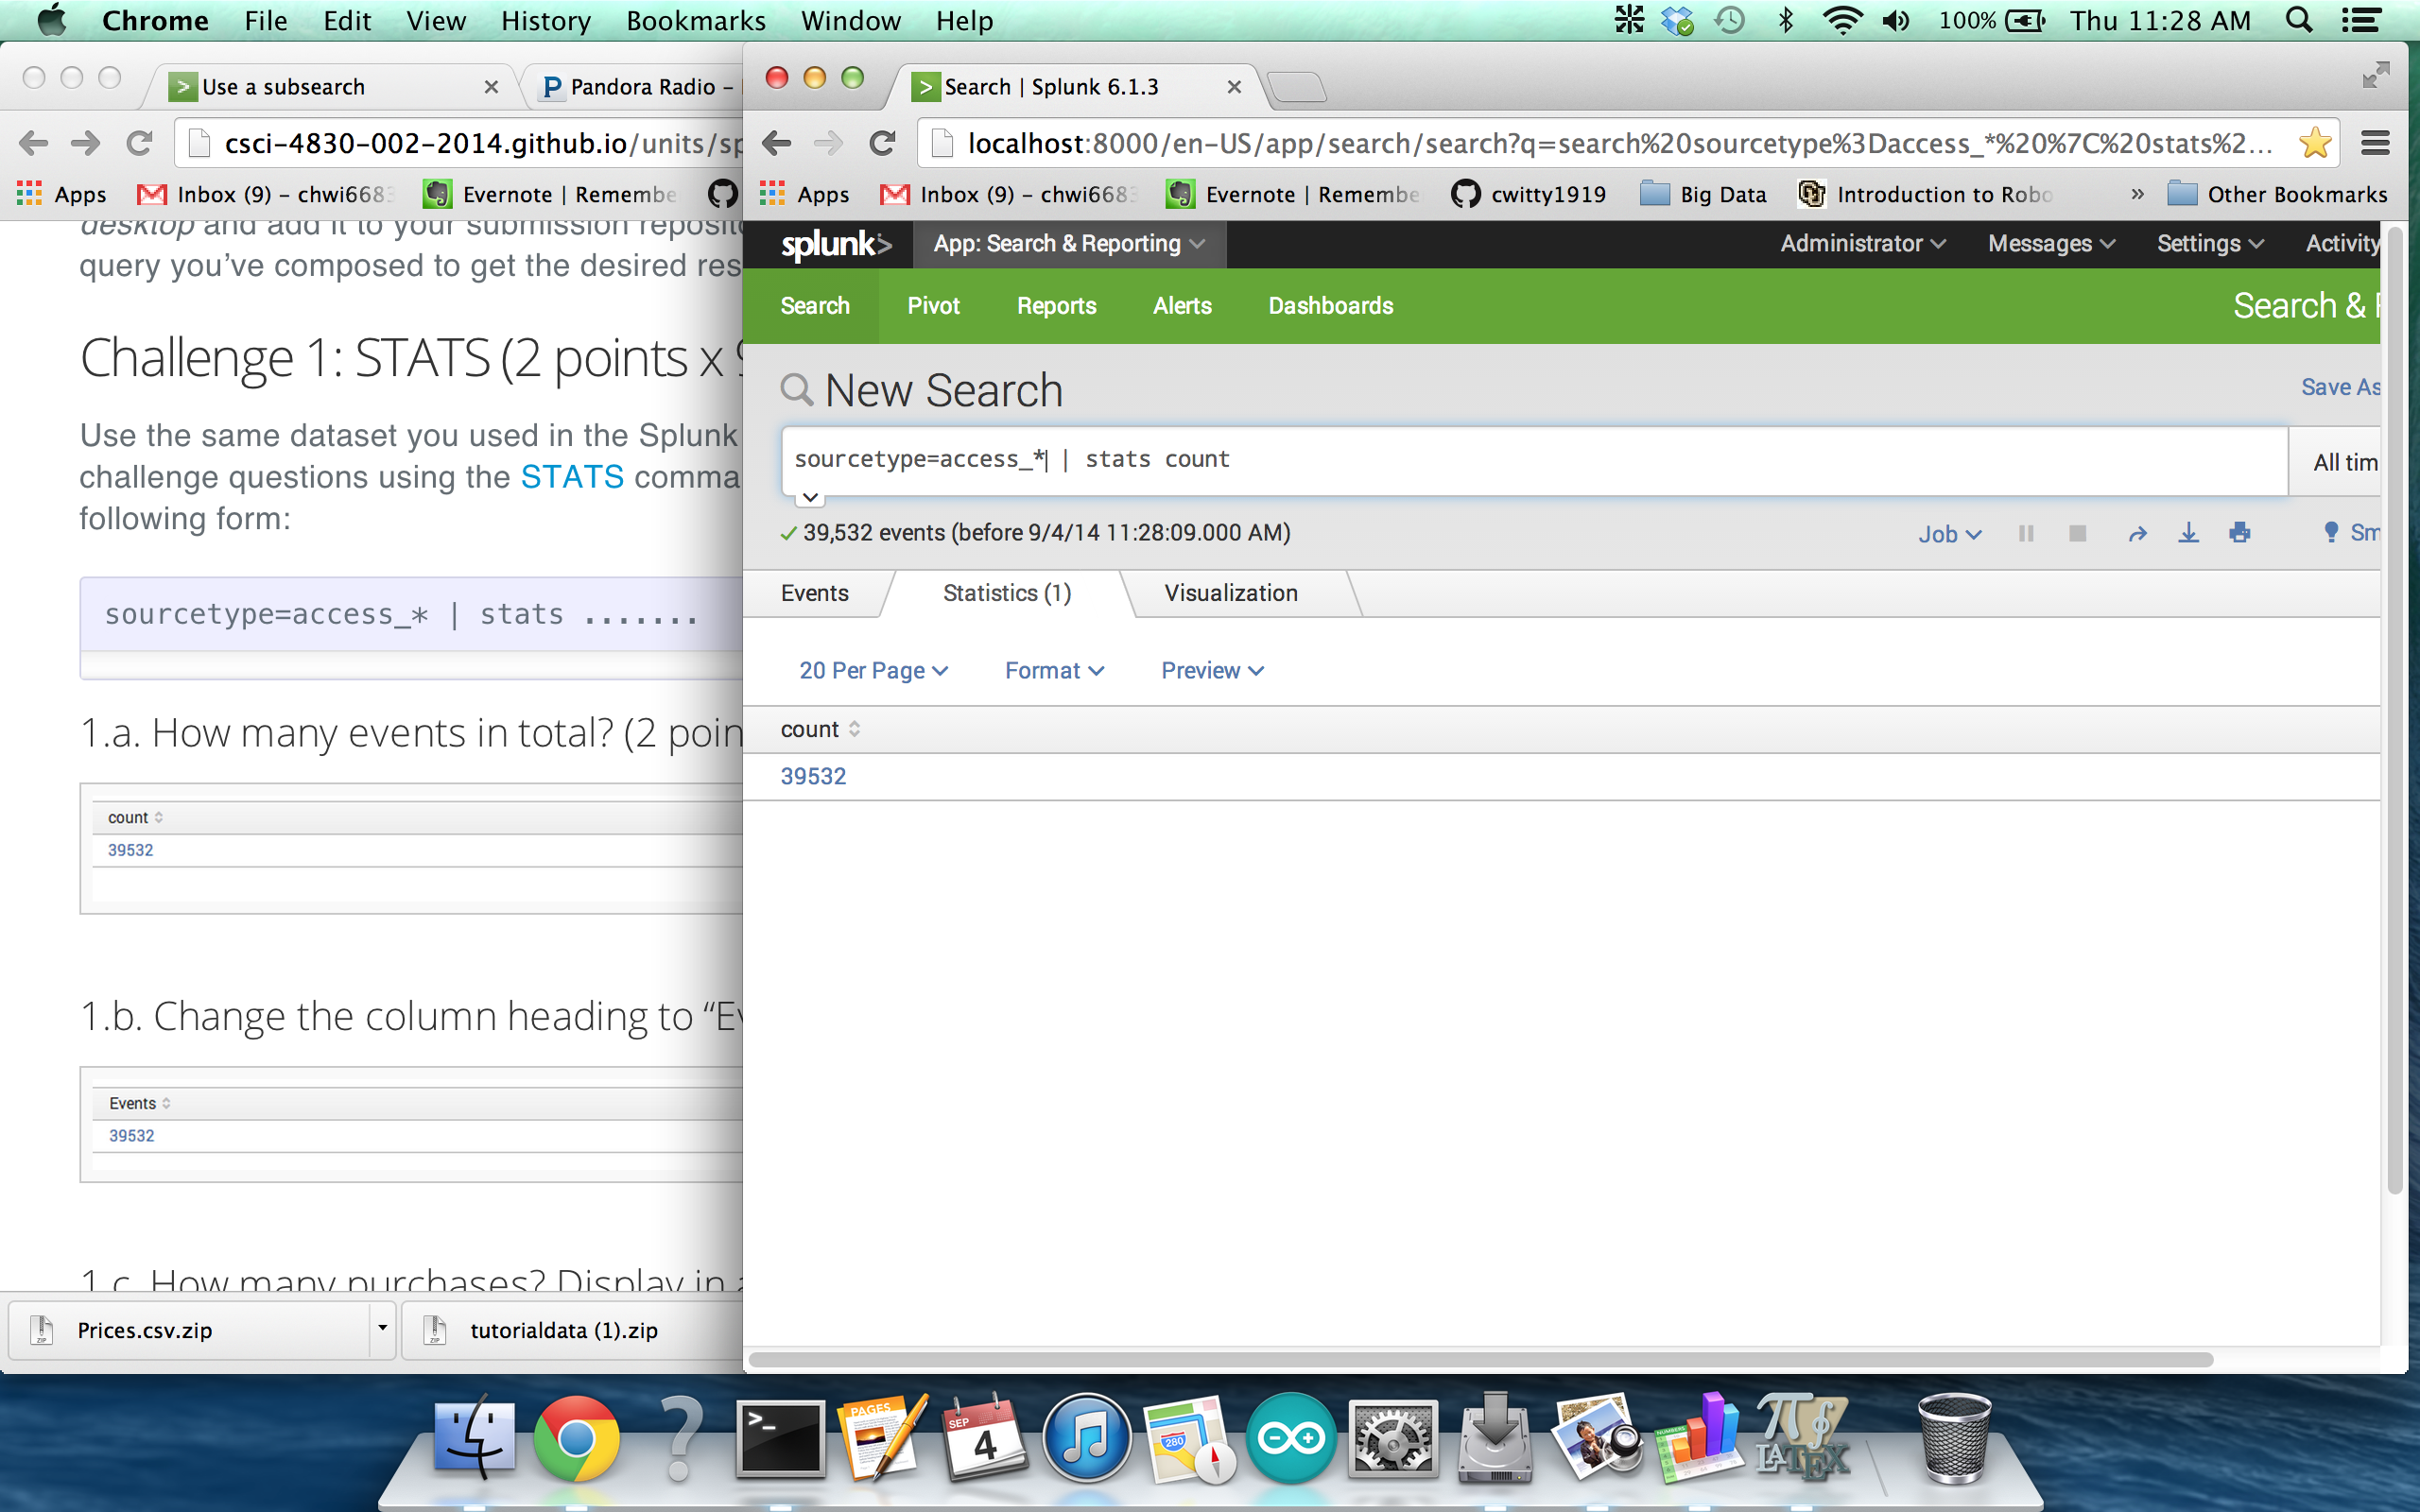 Chrome File Edit View History Bookmarks Window Help 100% Thu 11:28 AM
Use a subsearch
Pandora Radio –
csci-4830-002-2014.github.io/units/sp
Apps Inbox (9) – chwi6683 Evernote | Remembe
desktop and add it to your submission reposito
query you've composed to get the desired res
Challenge 1: STATS (2 points x 9
Use the same dataset you used in the Splunk
challenge questions using the STATS comma
following form:
sourcetype=access_* | stats .......
1.a. How many events in total? (2 poin
count
39532
1.b. Change the column heading to “Ev
Events
39532
1.c. How many purchases? Display in a
Prices.csv.zip
tutorialdata (1).zip
Search | Splunk 6.1.3
localhost:8000/en-US/app/search/search?q=search%20sourcetype%3Daccess_*%20%7C%20stats%2...
Apps Inbox (9) – chwi6683 Evernote | Remembe cwitty1919 Big Data Introduction to Robo » Other Bookmarks
splunk> App: Search & Reporting Administrator Messages Settings Activity
Search Pivot Reports Alerts Dashboards Search & R
New Search
Save As
sourcetype=access_* | stats count
All tim
39,532 events (before 9/4/14 11:28:09.000 AM)
Job Sm
Events Statistics (1) Visualization
20 Per Page Format Preview
count
39532
>_
PAGES
SEP
4
280
NUMBERS
π∮
LATEX